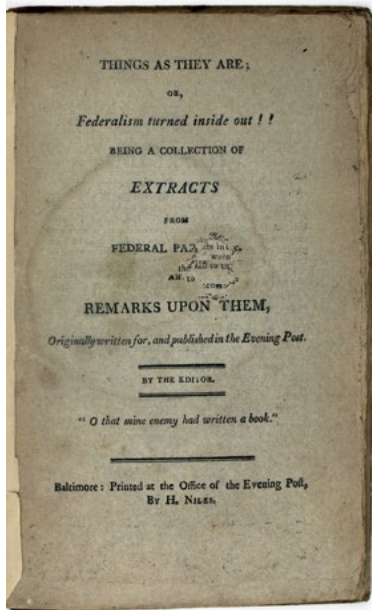 THINGS AS THEY ARE;
OR,
Federalism turned inside out ! !
BEING A COLLECTION OF
EXTRACTS
FROM
FEDERAL
REMARKS UPON THEM,
Originally written for, and published in the Evening Post.
BY THE EDITOR.
" O that mine enemy had written a book."
Baltimore: Printed at the Office of the Evening Post,
BY H. NILES.